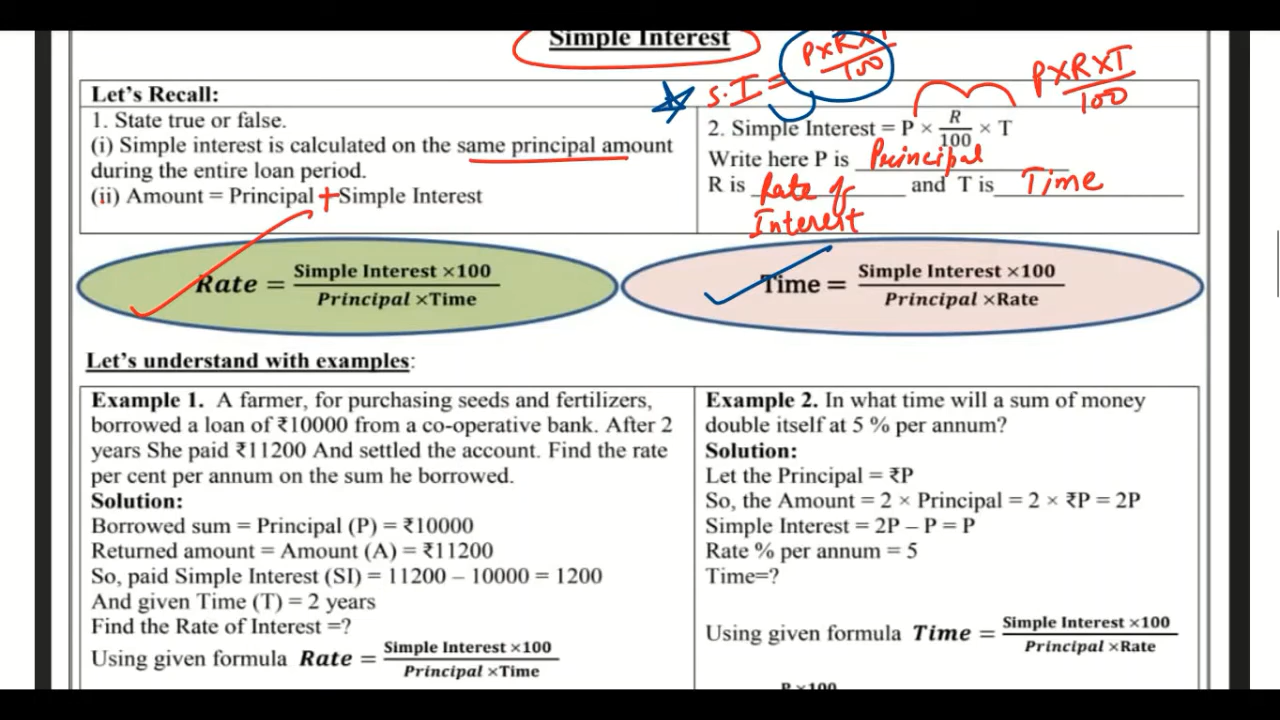 Simple Interest
S.I = P×R×T/100
P×R×T/100
Let's Recall:
1. State true or false.
(i) Simple interest is calculated on the same principal amount
during the entire loan period.
(ii) Amount = Principal + Simple Interest
2. Simple Interest = P × R/100 × T
Write here P is Principal
R is Rate of Interest and T is Time
Rate = Simple Interest ×100 / Principal ×Time
Time = Simple Interest ×100 / Principal ×Rate
Let's understand with examples:
Example 1. A farmer, for purchasing seeds and fertilizers,
borrowed a loan of ₹10000 from a co-operative bank. After 2
years She paid ₹11200 And settled the account. Find the rate
per cent per annum on the sum he borrowed.
Solution:
Borrowed sum = Principal (P) = ₹10000
Returned amount = Amount (A) = ₹11200
So, paid Simple Interest (SI) = 11200 – 10000 = 1200
And given Time (T) = 2 years
Find the Rate of Interest =?
Using given formula Rate = Simple Interest ×100 / Principal ×Time
Example 2. In what time will a sum of money
double itself at 5 % per annum?
Solution:
Let the Principal = ₹P
So, the Amount = 2 × Principal = 2 × ₹P = 2P
Simple Interest = 2P – P = P
Rate % per annum = 5
Time=?
Using given formula Time = Simple Interest ×100 / Principal ×Rate
P ×100